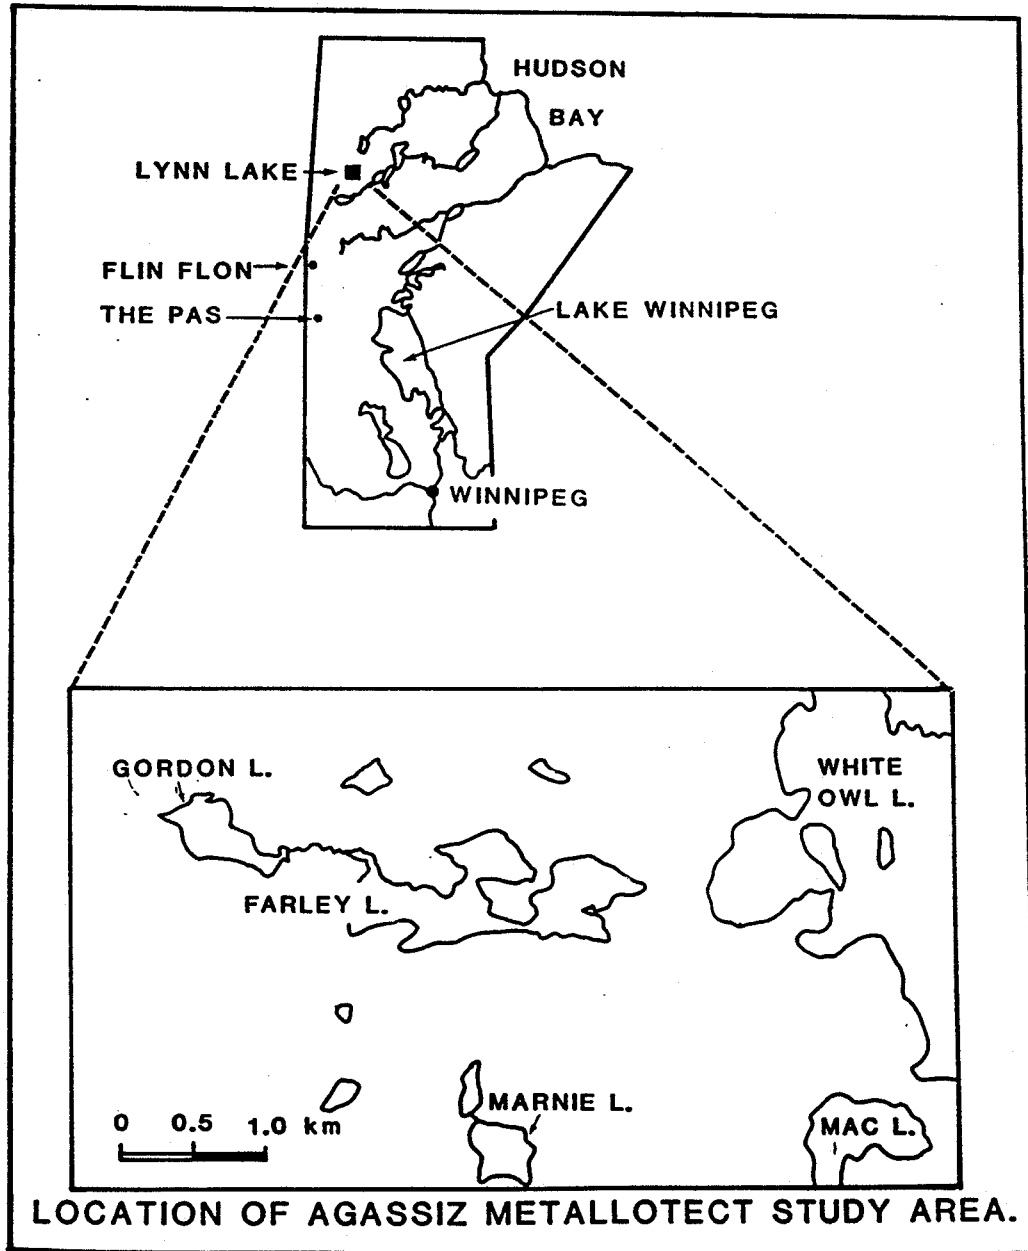 HUDSON
BAY
LYNN LAKE
FLIN FLON
THE PAS
LAKE WINNIPEG
WINNIPEG
GORDON L.
WHITE
OWL L.
FARLEY L.
MARNIE L.
MAC L.
0 0.5 1.0 km
LOCATION OF AGASSIZ METALLOTECT STUDY AREA.